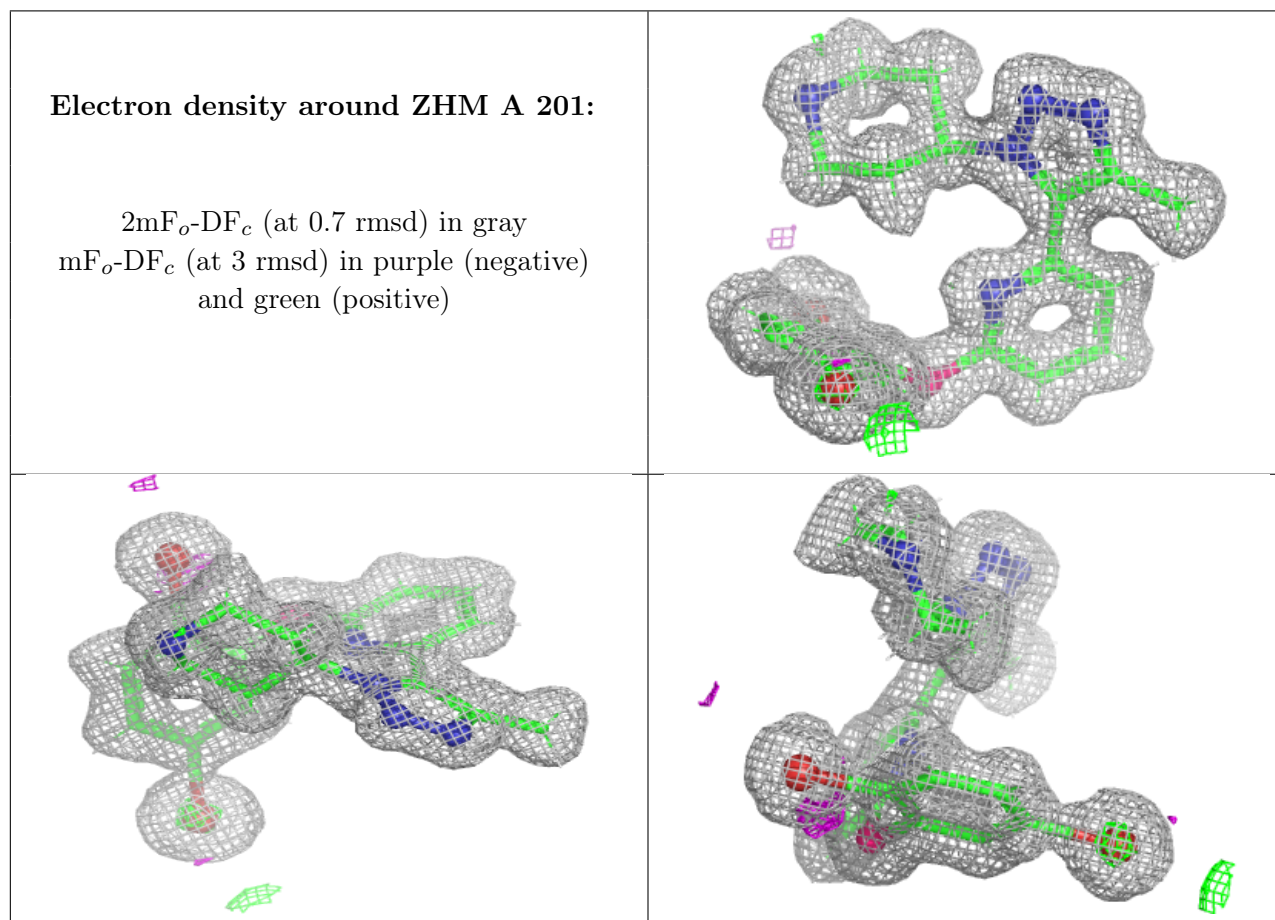 Electron density around ZHM A 201:
2mFo-DFc (at 0.7 rmsd) in gray
mFo-DFc (at 3 rmsd) in purple (negative)
and green (positive)